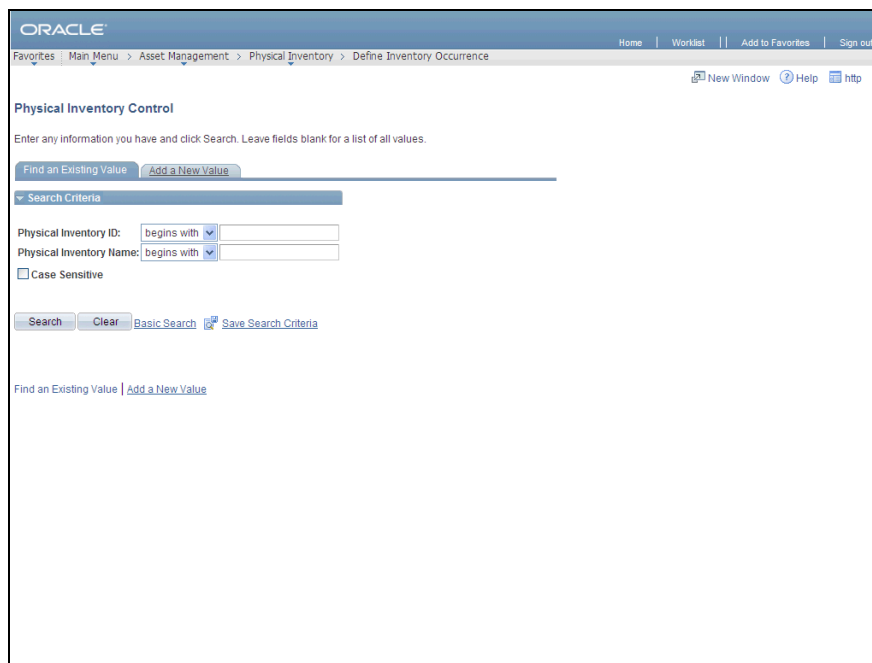 ORACLE
Home | Worklist || Add to Favorites | Sign out
Favorites Main Menu > Asset Management > Physical Inventory > Define Inventory Occurrence
New Window ? Help http
Physical Inventory Control
Enter any information you have and click Search. Leave fields blank for a list of all values.
Find an Existing Value Add a New Value
Search Criteria
Physical Inventory ID: begins with
Physical Inventory Name: begins with
Case Sensitive
Search Clear Basic Search Save Search Criteria
Find an Existing Value | Add a New Value